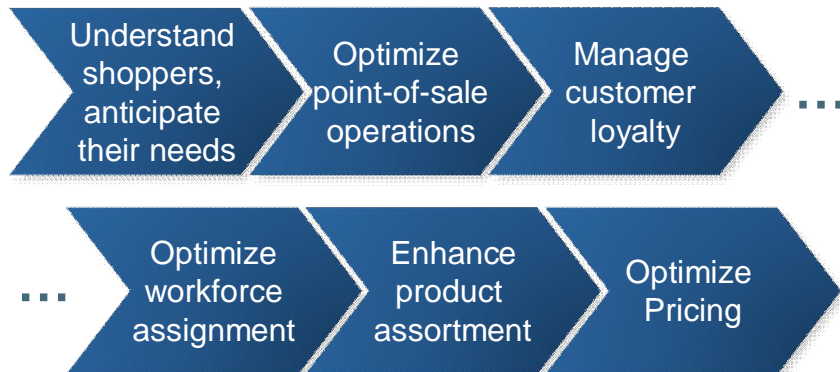 Understand
shoppers,
anticipate
their needs
Optimize
point-of-sale
operations
Manage
customer
loyalty
...
...
Optimize
workforce
assignment
Enhance
product
assortment
Optimize
Pricing